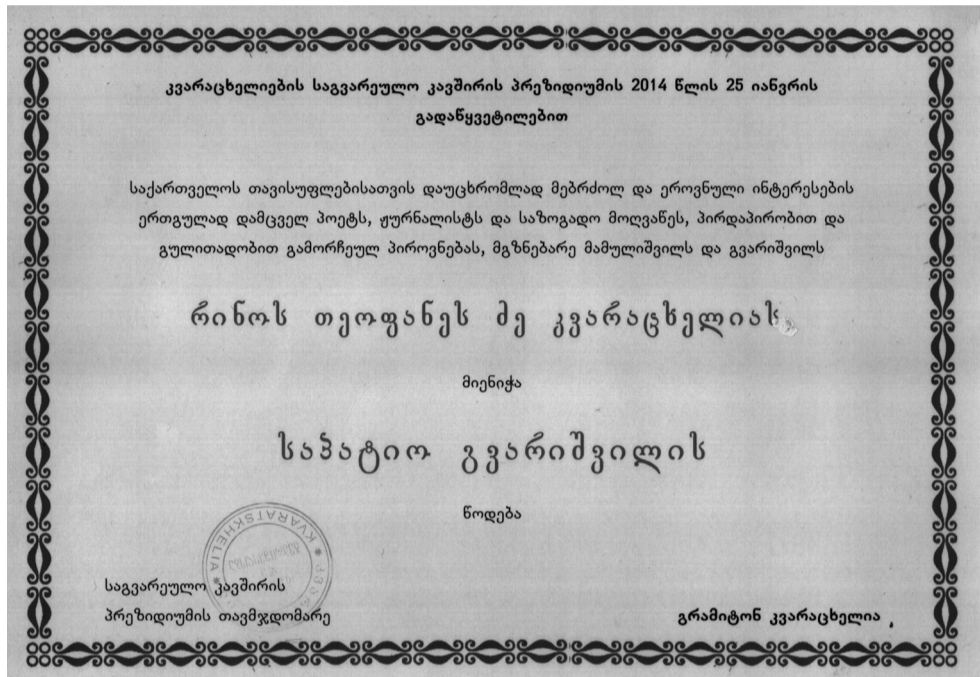 კვარაცხელიების საგვარეულო კავშირის პრეზიდიუმის 2014 წლის 25 იანვრის
გადაწყვეტილებით
საქართველოს თავისუფლებისათვის დაუცხრომლად მებრძოლ და ეროვნული ინტერესების
ერთგულად დამცველ პოეტს, ჟურნალისტს და საზოგადო მოღვაწეს, პირდაპირობით და
გულითადობით გამორჩეულ პიროვნებას, მგზნებარე მამულიშვილს და გვარიშვილს
რინოს თეოფანეს ძე კვარაცხელიას
მიენიჭა
საპატიო გვარიშვილის
წოდება
KVARATSKHELIA
საგვარეულო კავშირის
პრეზიდიუმის თავმჯდომარე
გრამიტონ კვარაცხელია